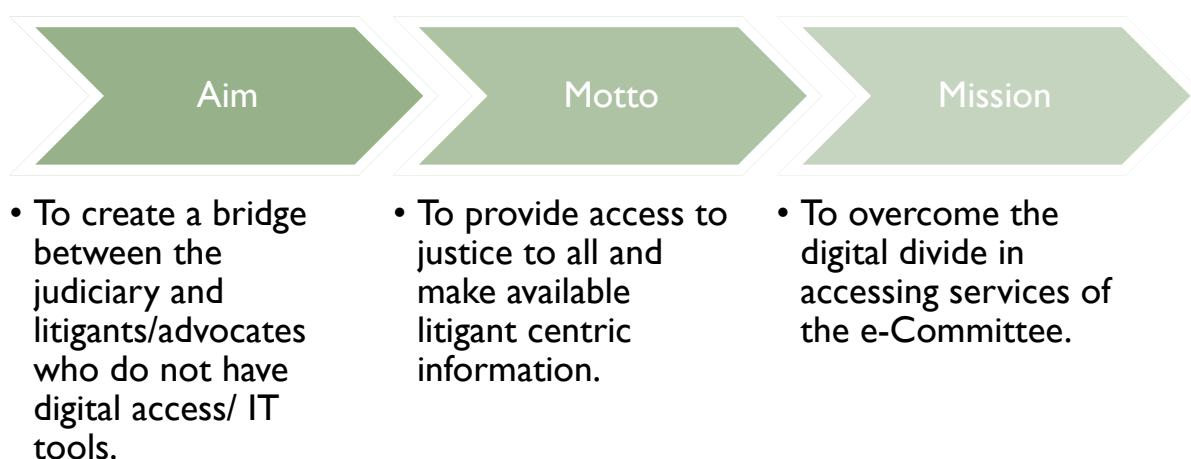 Aim
• To create a bridge
between the
judiciary and
litigants/advocates
who do not have
digital access/ IT
tools.
Motto
• To provide access to
justice to all and
make available
litigant centric
information.
Mission
• To overcome the
digital divide in
accessing services of
the e-Committee.